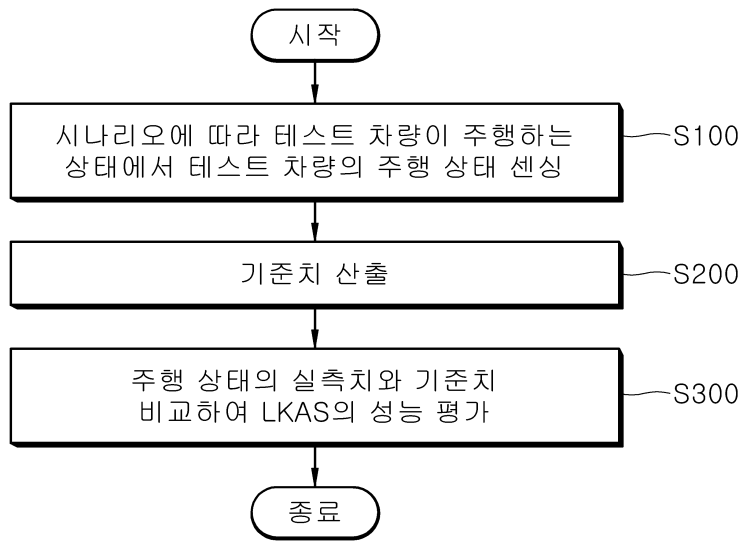 시작
시나리오에 따라 테스트 차량이 주행하는
상태에서 테스트 차량의 주행 상태 센싱
S100
기준치 산출
S200
주행 상태의 실측치와 기준치
비교하여 LKAS의 성능 평가
S300
종료